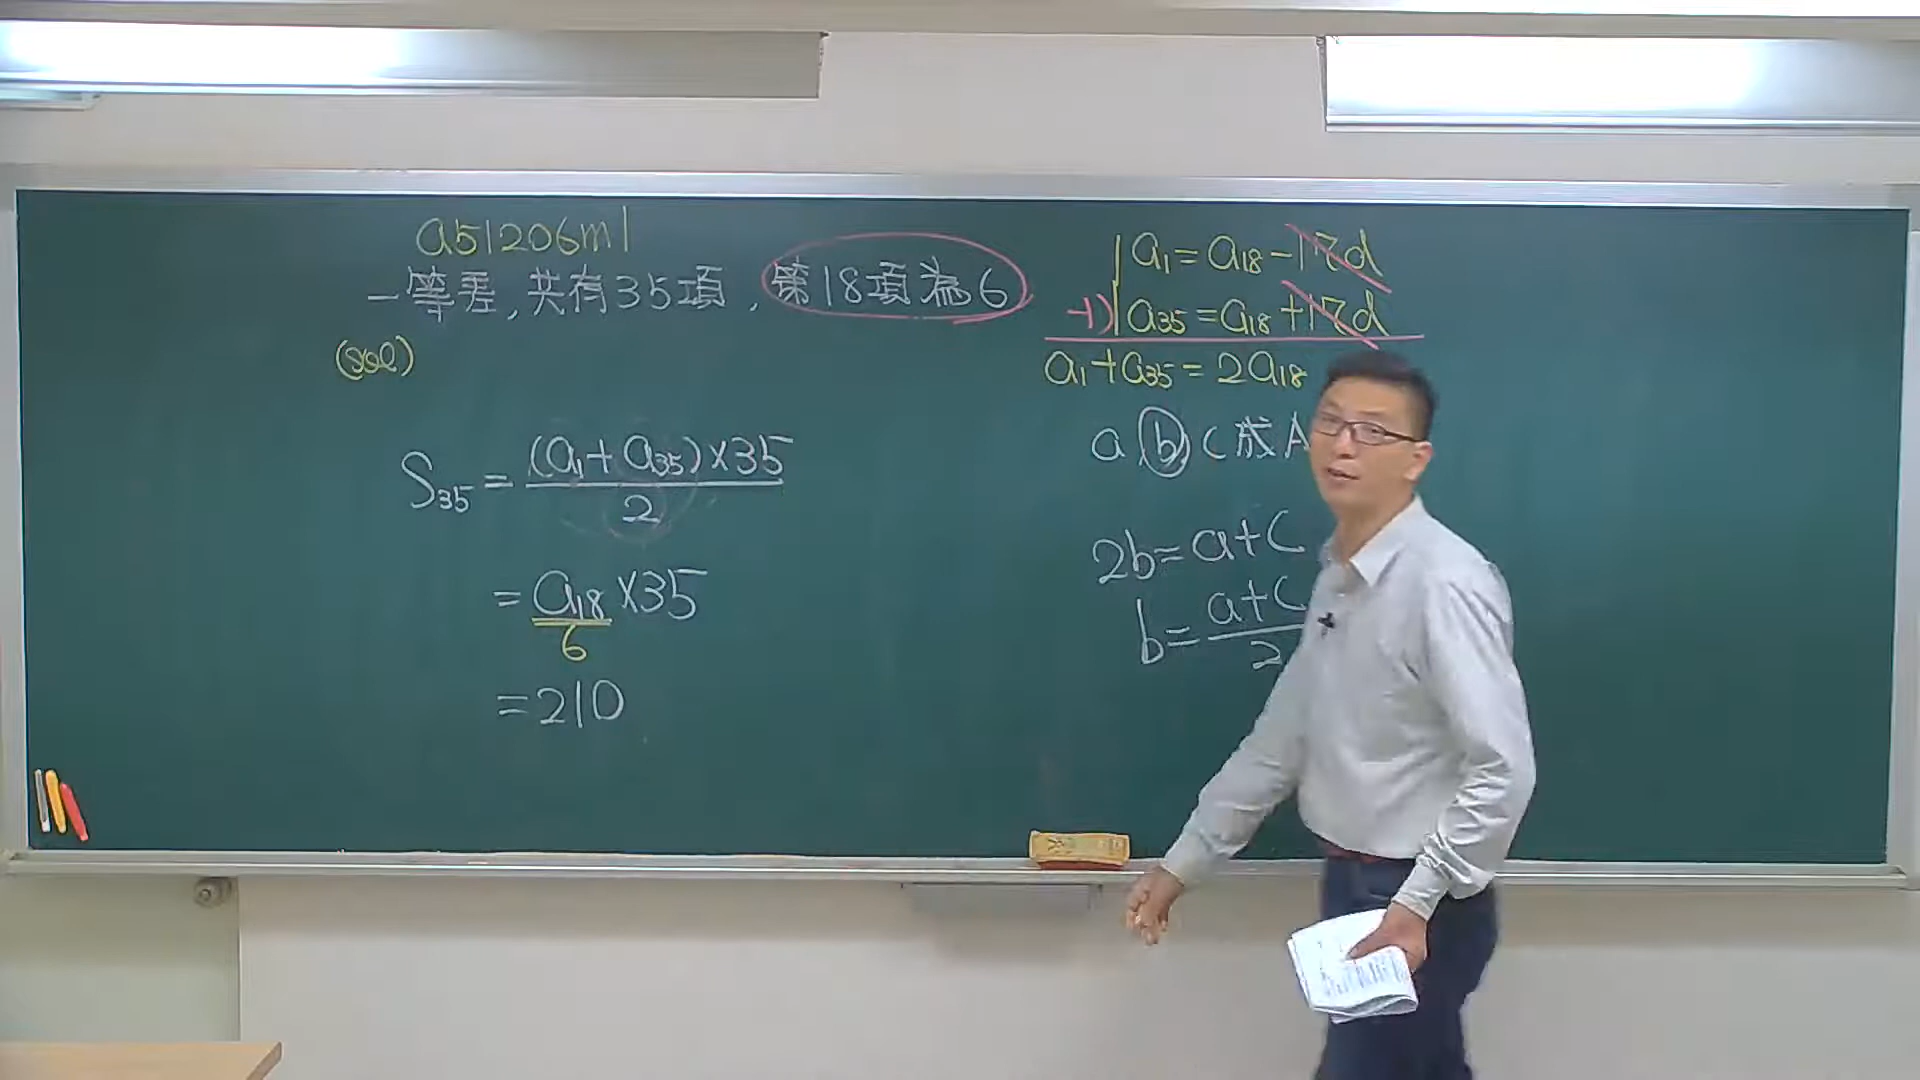 a51206m1
一等差,共有35項,第18項為6
(sol)
S₃₅=(a₁+a₃₅)×35
2
=a₁₈×35
6
=210
a₁=a₁₈-17d
+)a₃₅=a₁₈+17d
a₁+a₃₅=2a₁₈
a,b,c成A
2b=a+c
b=a+c
2